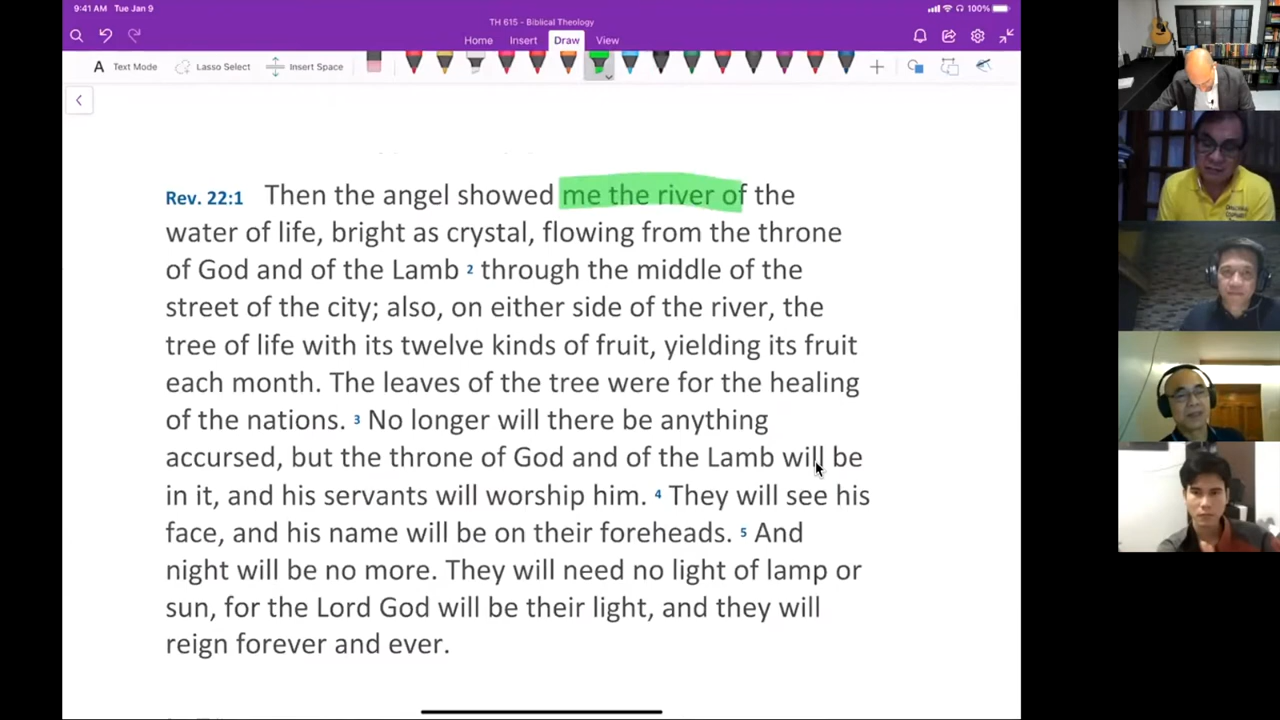 9:41 AM Tue Jan 9
100%
TH 615 - Biblical Theology
Home Insert Draw View
Text Mode Lasso Select Insert Space
Rev. 22:1 Then the angel showed me the river of the
water of life, bright as crystal, flowing from the throne
of God and of the Lamb 2 through the middle of the
street of the city; also, on either side of the river, the
tree of life with its twelve kinds of fruit, yielding its fruit
each month. The leaves of the tree were for the healing
of the nations. 3 No longer will there be anything
accursed, but the throne of God and of the Lamb will be
in it, and his servants will worship him. 4 They will see his
face, and his name will be on their foreheads. 5 And
night will be no more. They will need no light of lamp or
sun, for the Lord God will be their light, and they will
reign forever and ever.